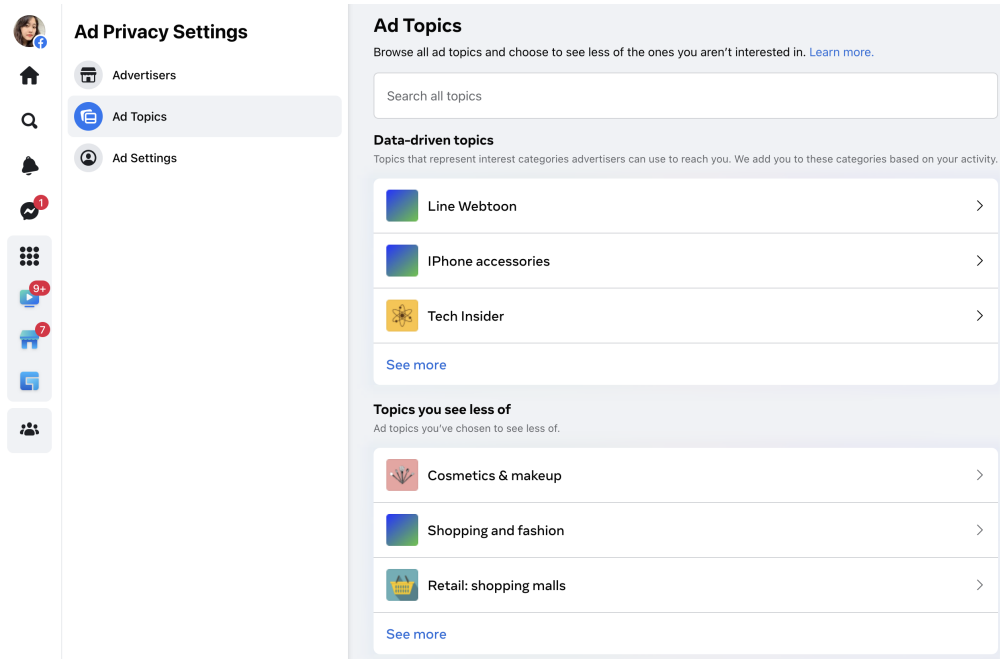 Ad Privacy Settings
Advertisers
Ad Topics
Ad Settings
1
9+
7
Ad Topics
Browse all ad topics and choose to see less of the ones you aren’t interested in. Learn more.
Search all topics
Data-driven topics
Topics that represent interest categories advertisers can use to reach you. We add you to these categories based on your activity.
Line Webtoon
IPhone accessories
Tech Insider
See more
Topics you see less of
Ad topics you’ve chosen to see less of.
Cosmetics & makeup
Shopping and fashion
Retail: shopping malls
See more